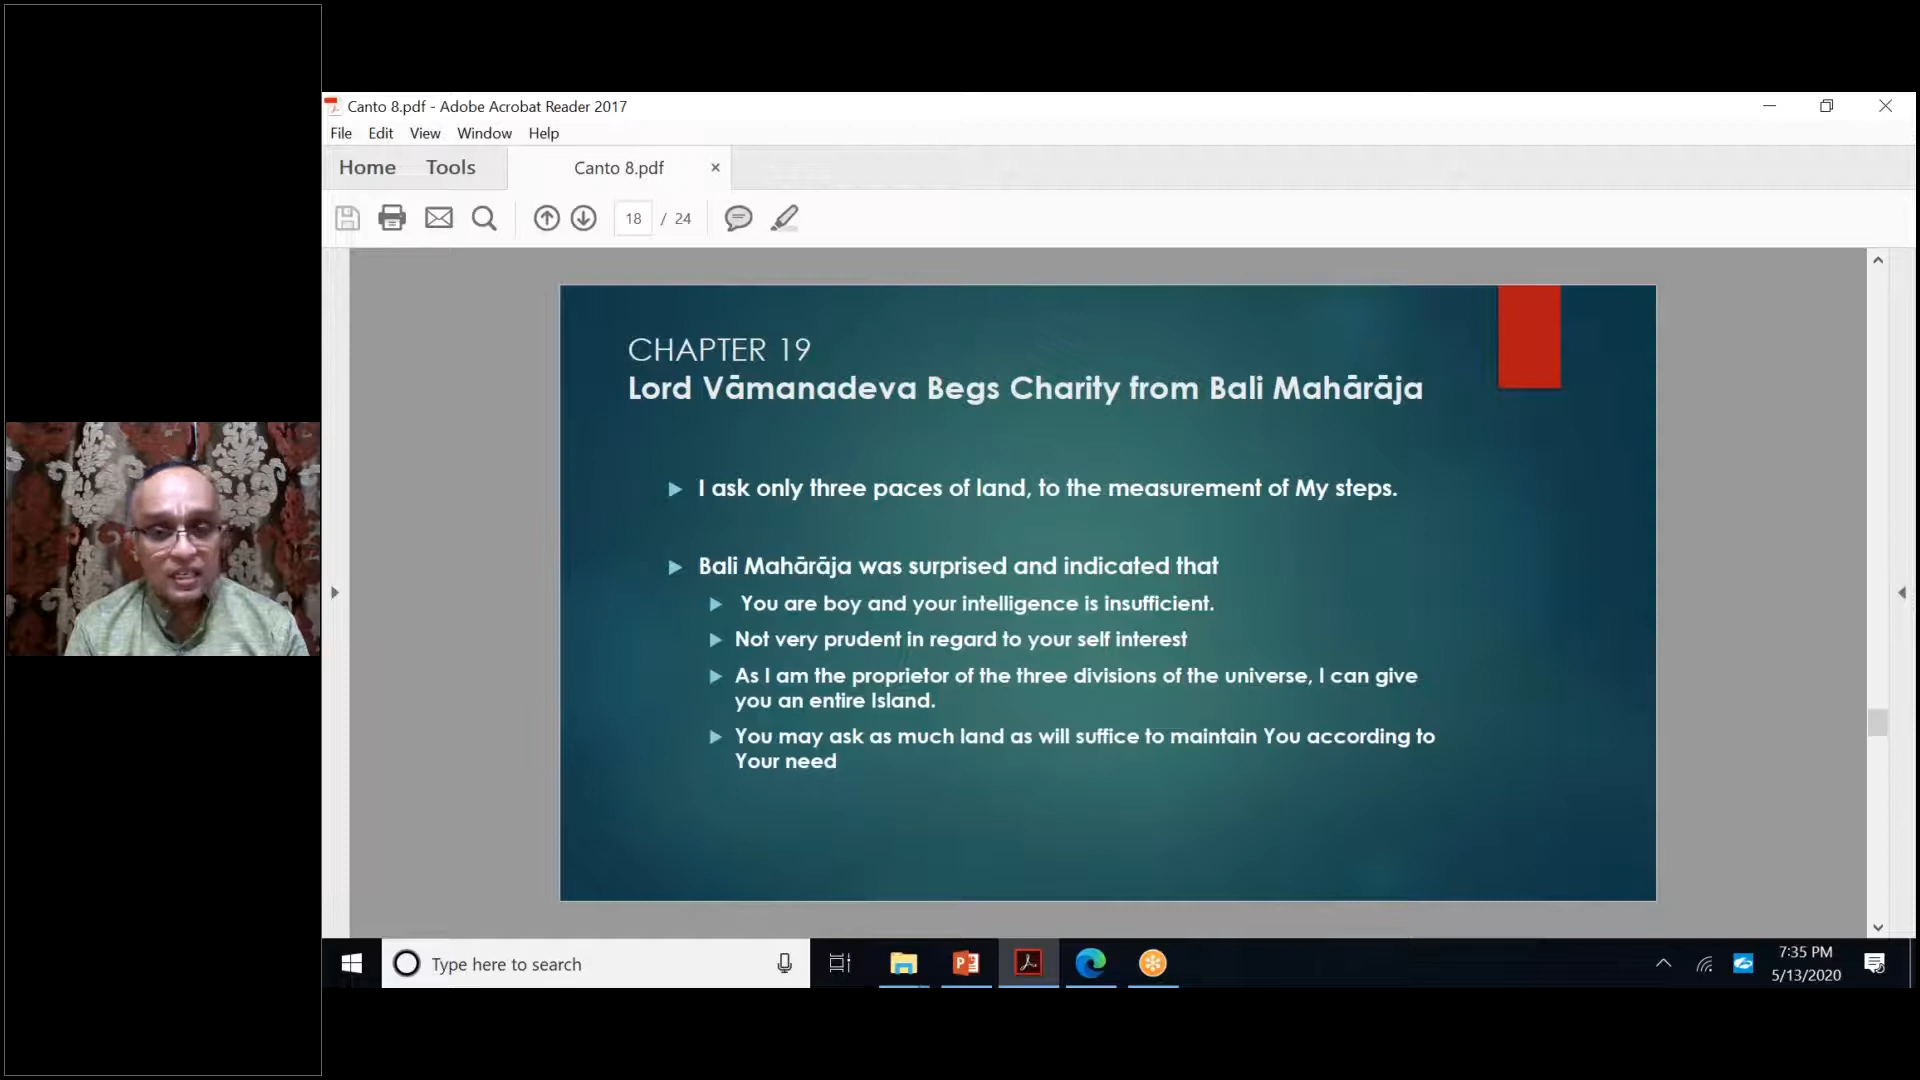 Canto 8.pdf - Adobe Acrobat Reader 2017
File Edit View Window Help
Home Tools Canto 8.pdf ×
18 / 24
CHAPTER 19
Lord Vāmanadeva Begs Charity from Bali Mahārāja
I ask only three paces of land, to the measurement of My steps.
Bali Mahārāja was surprised and indicated that
You are boy and your intelligence is insufficient.
Not very prudent in regard to your self interest
As I am the proprietor of the three divisions of the universe, I can give
you an entire Island.
You may ask as much land as will suffice to maintain You according to
Your need
Type here to search
7:35 PM
5/13/2020